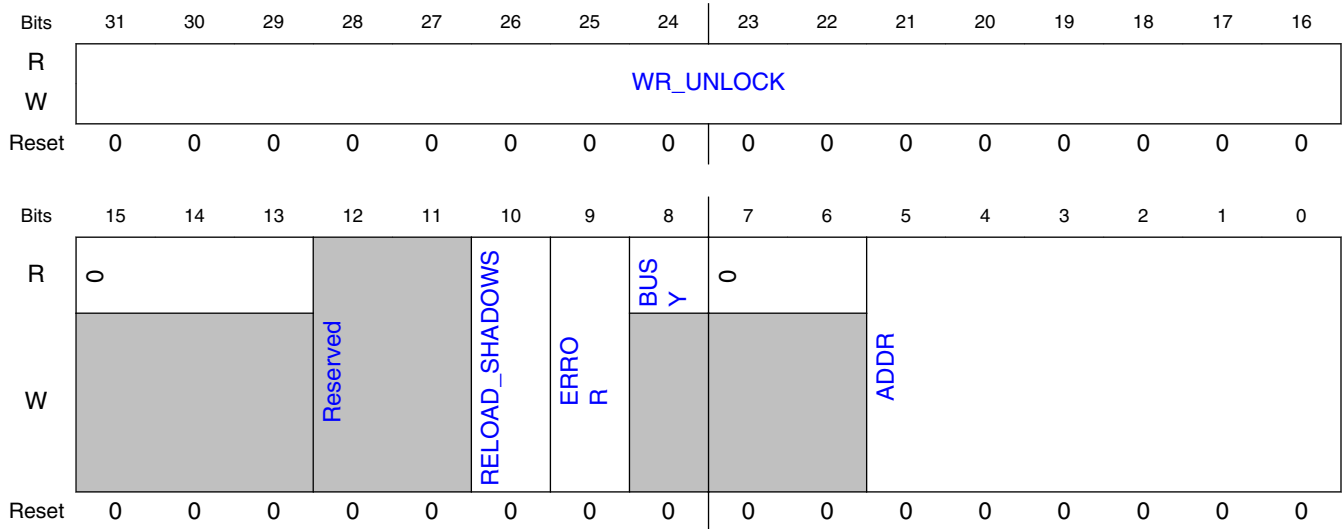 Bits 31 30 29 28 27 26 25 24 23 22 21 20 19 18 17 16
R
WR_UNLOCK
W
Reset 0 0 0 0 0 0 0 0 0 0 0 0 0 0 0 0
Bits 15 14 13 12 11 10 9 8 7 6 5 4 3 2 1 0
R 0
Reserved
RELOAD_SHADOWS
ERRO
R
BUS
Y
0
ADDR
W
Reset 0 0 0 0 0 0 0 0 0 0 0 0 0 0 0 0